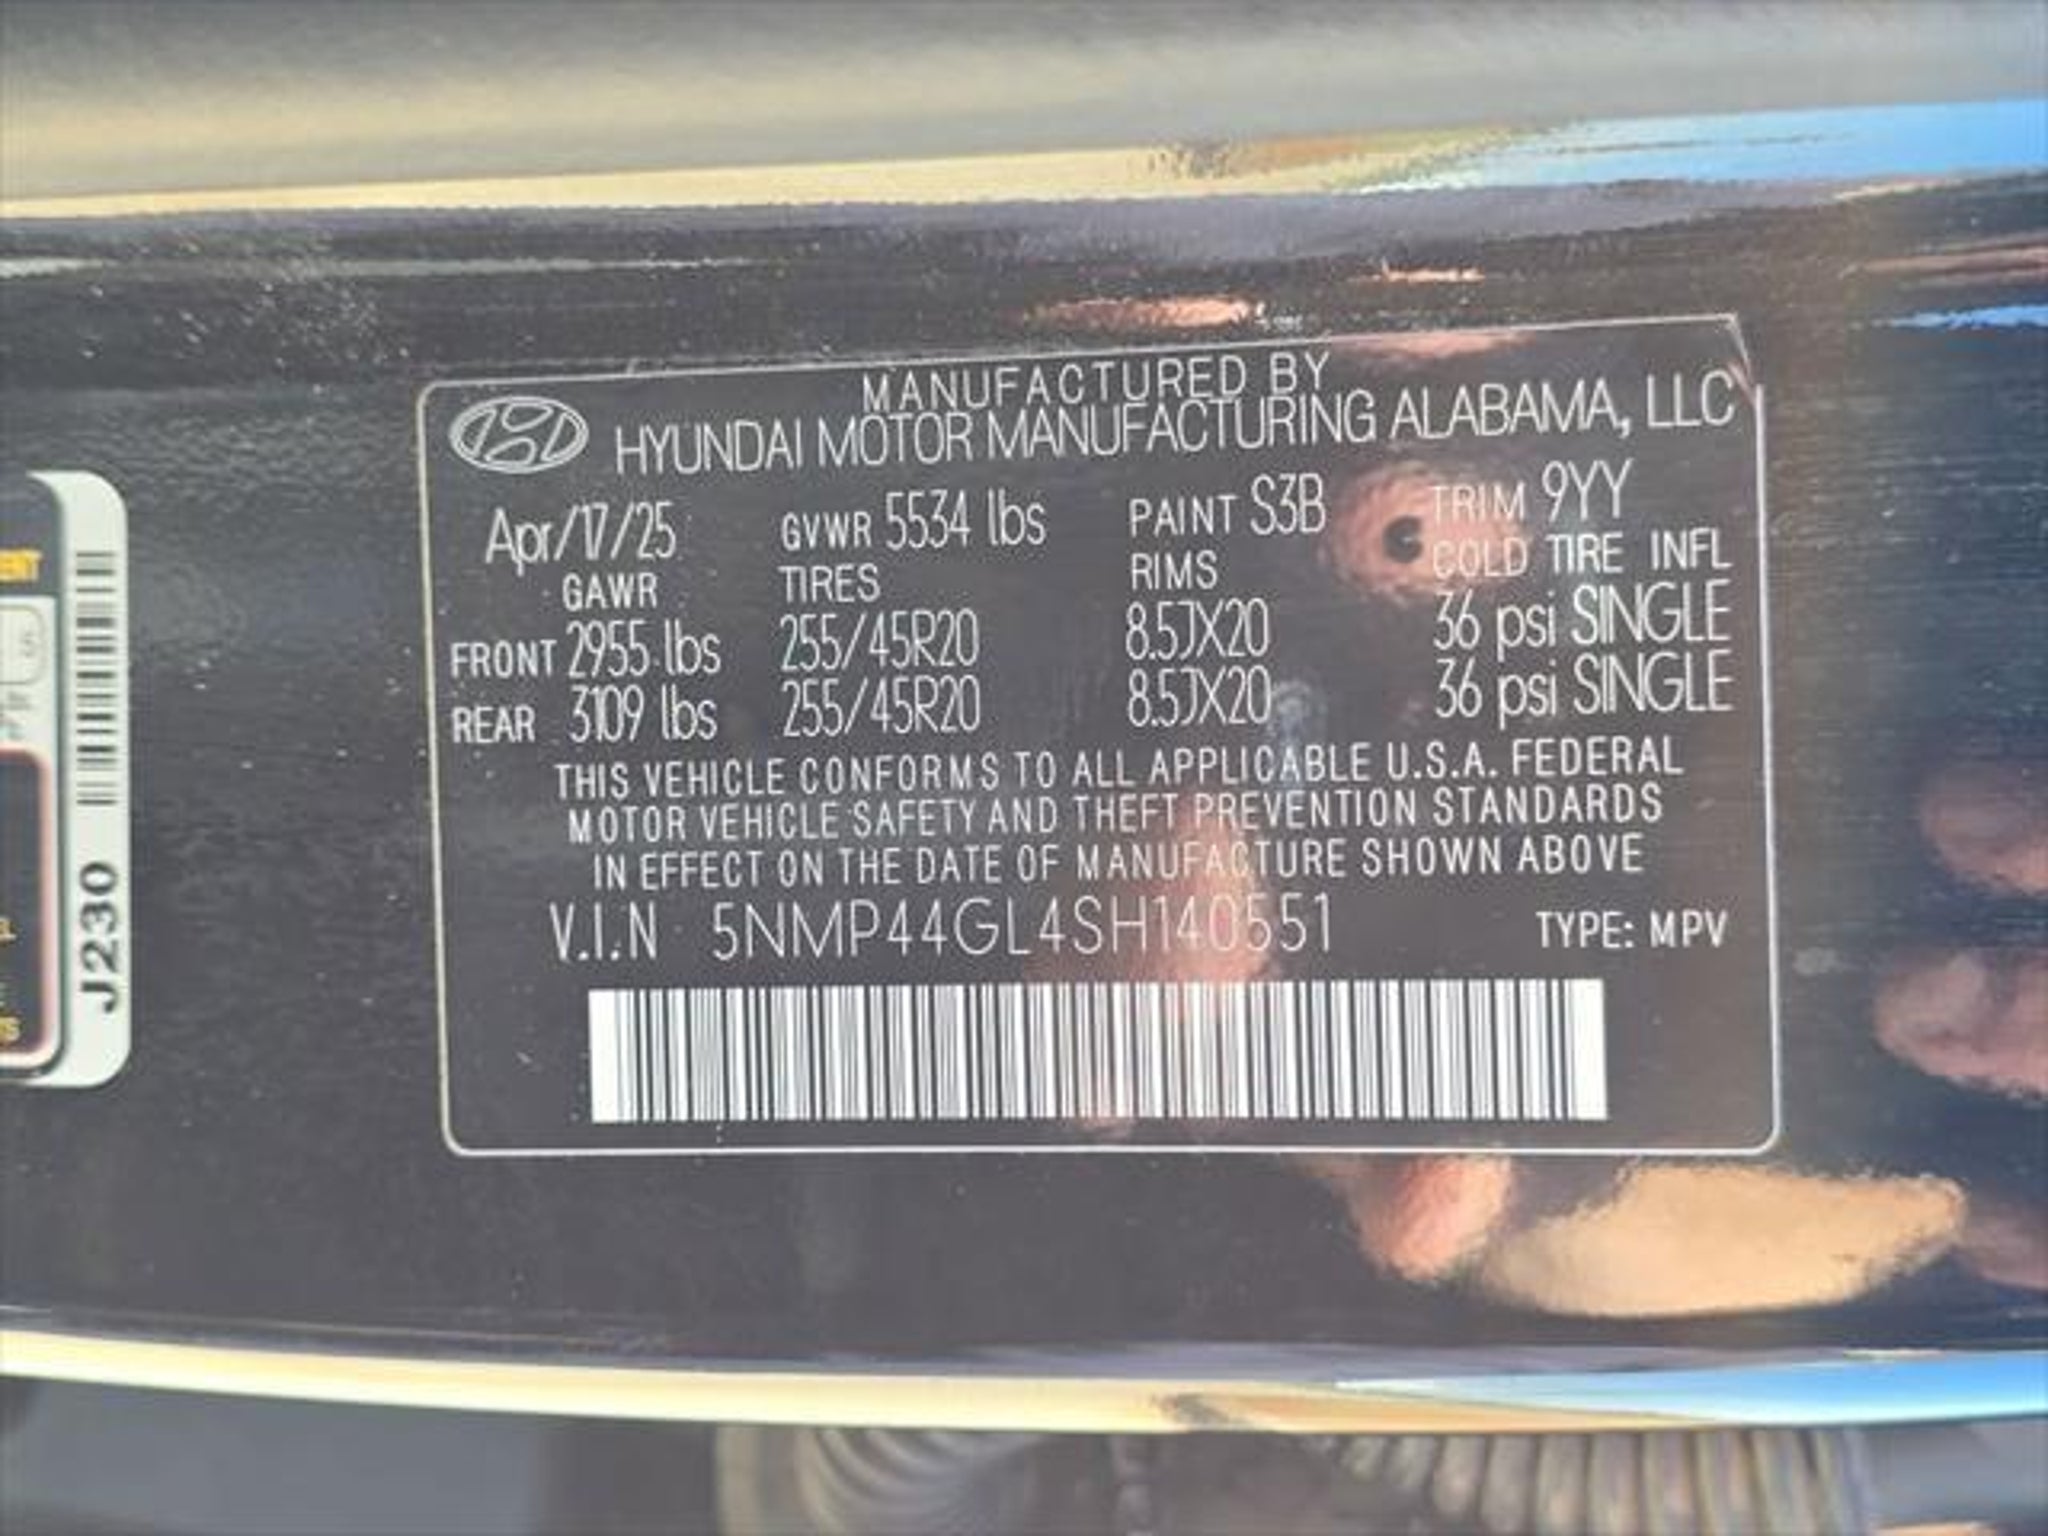 MANUFACTURED BY
HYUNDAI MOTOR MANUFACTURING ALABAMA, LLC
Apr/17/25 GVWR 5534 lbs PAINT S3B TRIM 9YY
GAWR TIRES RIMS COLD TIRE INFL
FRONT 2955 lbs 255/45R20 8.5JX20 36 psi SINGLE
REAR 3109 lbs 255/45R20 8.5JX20 36 psi SINGLE
THIS VEHICLE CONFORMS TO ALL APPLICABLE U.S.A. FEDERAL
MOTOR VEHICLE SAFETY AND THEFT PREVENTION STANDARDS
IN EFFECT ON THE DATE OF MANUFACTURE SHOWN ABOVE
V.I.N 5NMP44GL4SH140551 TYPE: MPV
J230